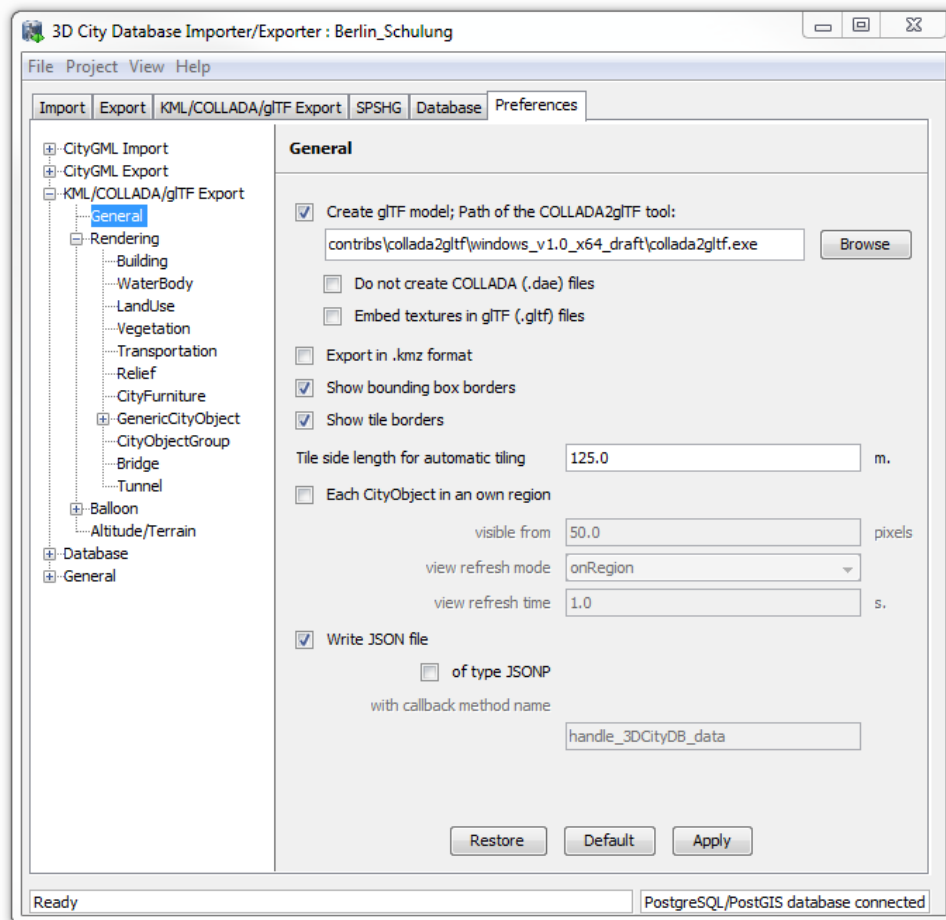 3D City Database Importer/Exporter : Berlin_Schulung
File Project View Help
Import Export KML/COLLADA/glTF Export SPSHG Database Preferences
CityGML Import
CityGML Export
KML/COLLADA/glTF Export
General
Rendering
Building
WaterBody
LandUse
Vegetation
Transportation
Relief
CityFurniture
GenericCityObject
CityObjectGroup
Bridge
Tunnel
Balloon
Altitude/Terrain
Database
General
General
Create glTF model; Path of the COLLADA2glTF tool:
contribs\collada2gltf\windows_v1.0_x64_draft\collada2gltf.exe Browse
Do not create COLLADA (.dae) files
Embed textures in glTF (.gltf) files
Export in .kmz format
Show bounding box borders
Show tile borders
Tile side length for automatic tiling 125.0 m.
Each CityObject in an own region
visible from 50.0 pixels
view refresh mode onRegion
view refresh time 1.0 s.
Write JSON file
of type JSONP
with callback method name
handle_3DCityDB_data
Restore Default Apply
Ready PostgreSQL/PostGIS database connected